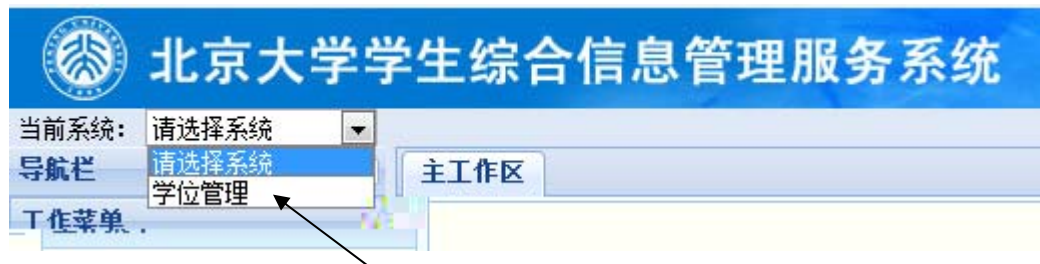 北京大学学生综合信息管理服务系统
当前系统： 请选择系统
请选择系统
学位管理
导航栏
主工作区
工作菜单